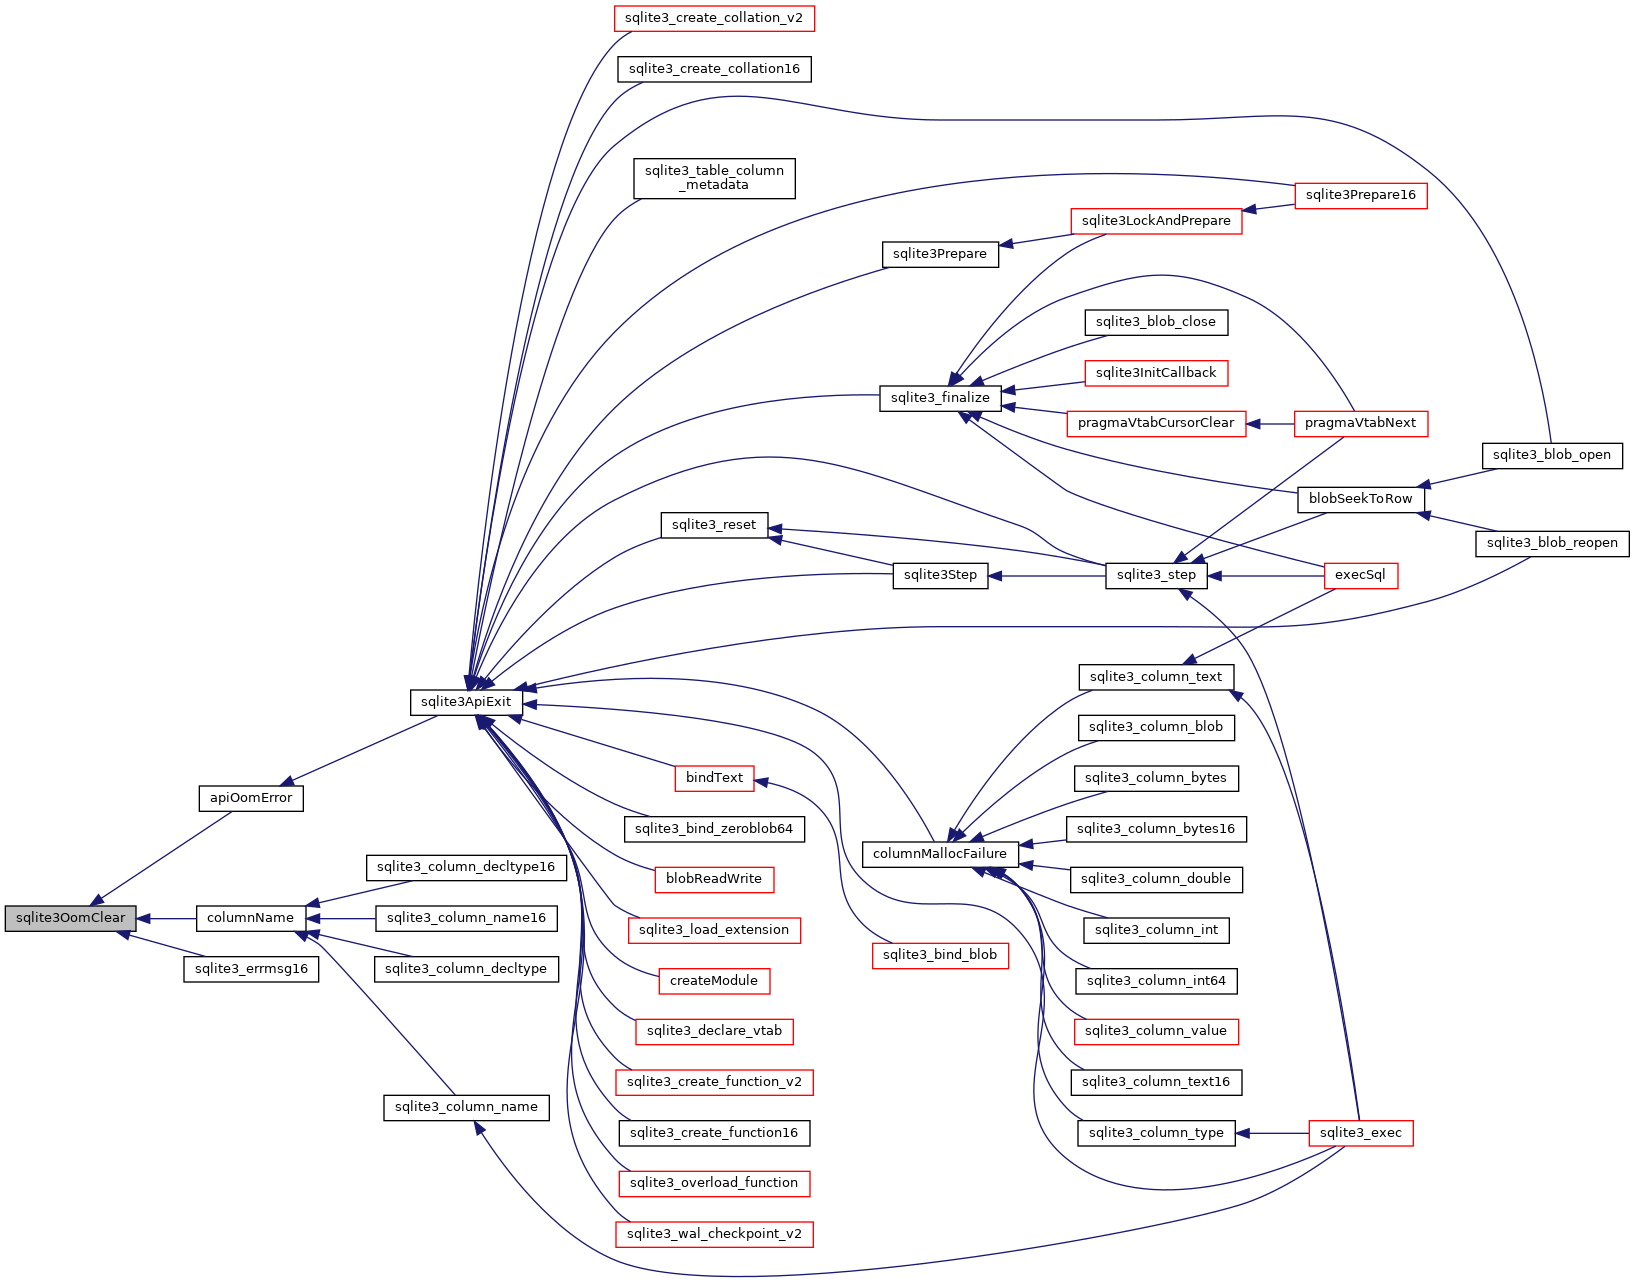 sqlite3_create_collation_v2
sqlite3_create_collation16
sqlite3_table_column
_metadata
sqlite3Prepare16
sqlite3LockAndPrepare
sqlite3Prepare
sqlite3_blob_close
sqlite3InitCallback
sqlite3_finalize
pragmaVtabCursorClear
pragmaVtabNext
sqlite3_blob_open
blobSeekToRow
sqlite3_reset
sqlite3_blob_reopen
sqlite3Step
sqlite3_step
execSql
sqlite3_column_text
sqlite3ApiExit
sqlite3_column_blob
bindText
sqlite3_column_bytes
apiOomError
sqlite3_bind_zeroblob64
sqlite3_column_bytes16
columnMallocFailure
sqlite3_column_decltype16
blobReadWrite
sqlite3_column_double
sqlite3OomClear
columnName
sqlite3_column_name16
sqlite3_load_extension
sqlite3_column_int
sqlite3_bind_blob
sqlite3_errmsg16
sqlite3_column_decltype
createModule
sqlite3_column_int64
sqlite3_declare_vtab
sqlite3_column_value
sqlite3_create_function_v2
sqlite3_column_text16
sqlite3_column_name
sqlite3_create_function16
sqlite3_column_type
sqlite3_exec
sqlite3_overload_function
sqlite3_wal_checkpoint_v2